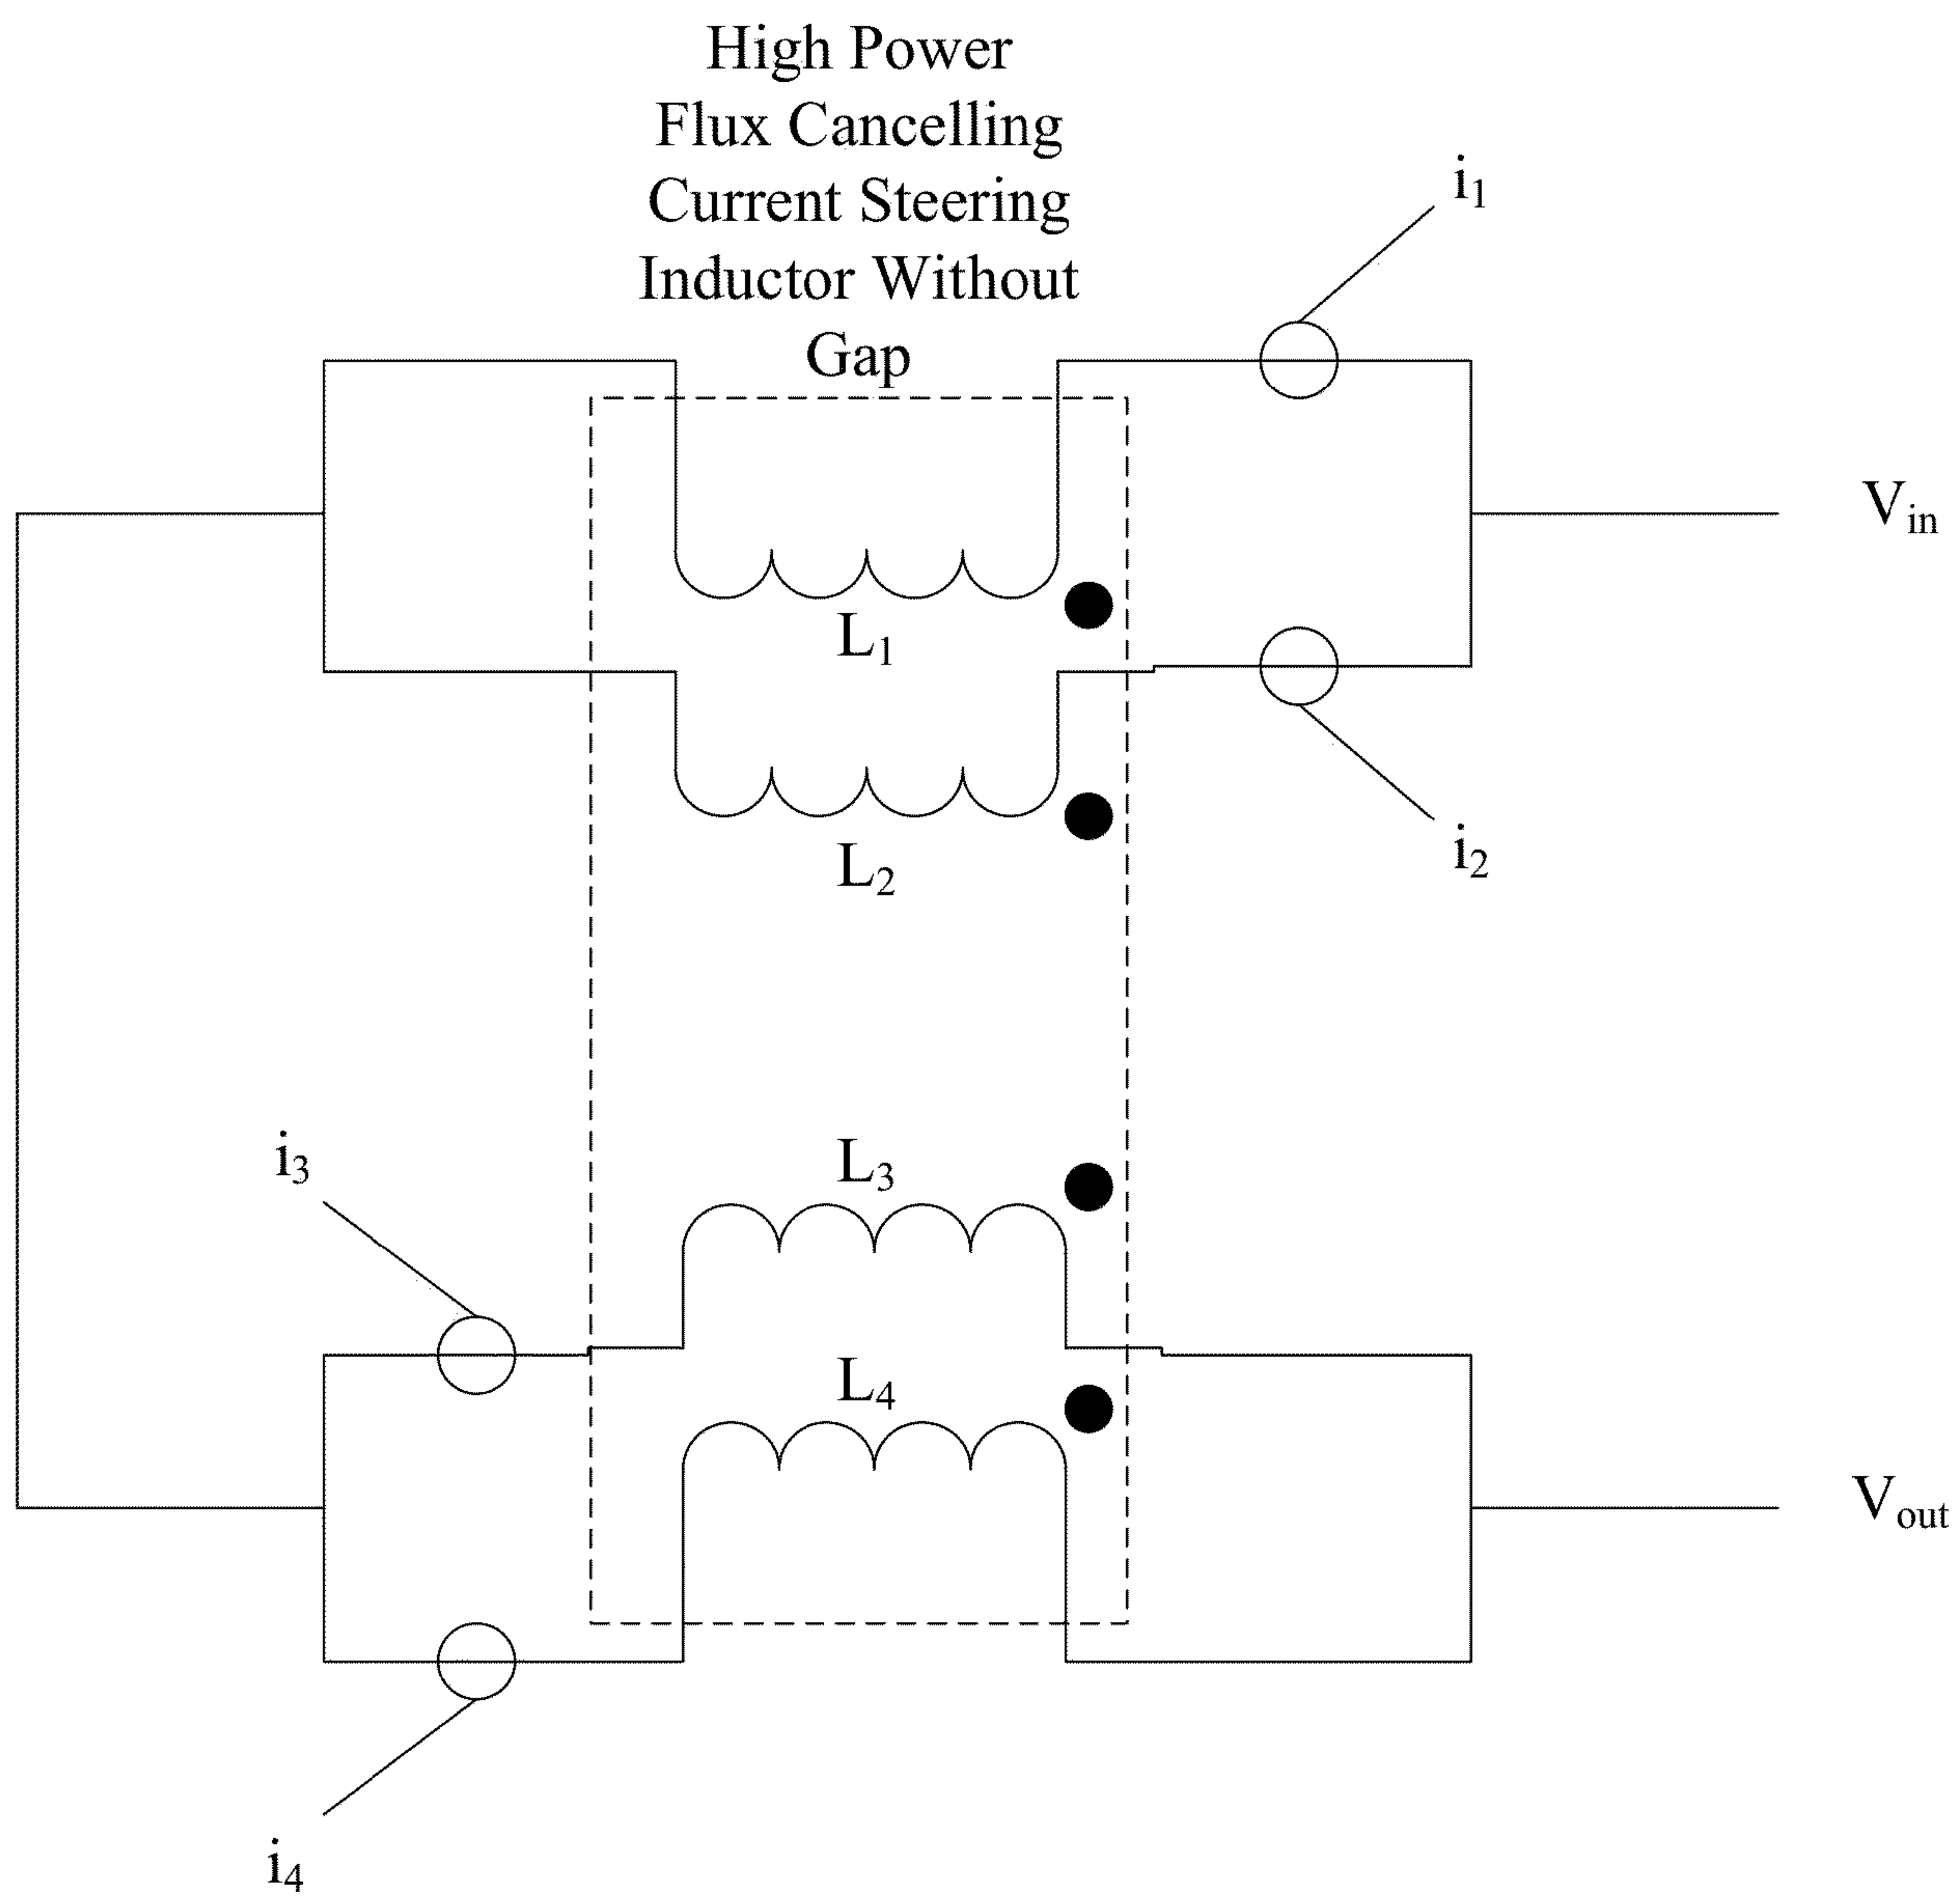 High Power
Flux Cancelling
Current Steering
Inductor Without
Gap
i1
Vin
L1
L2
i2
i3
L3
L4
Vout
i4